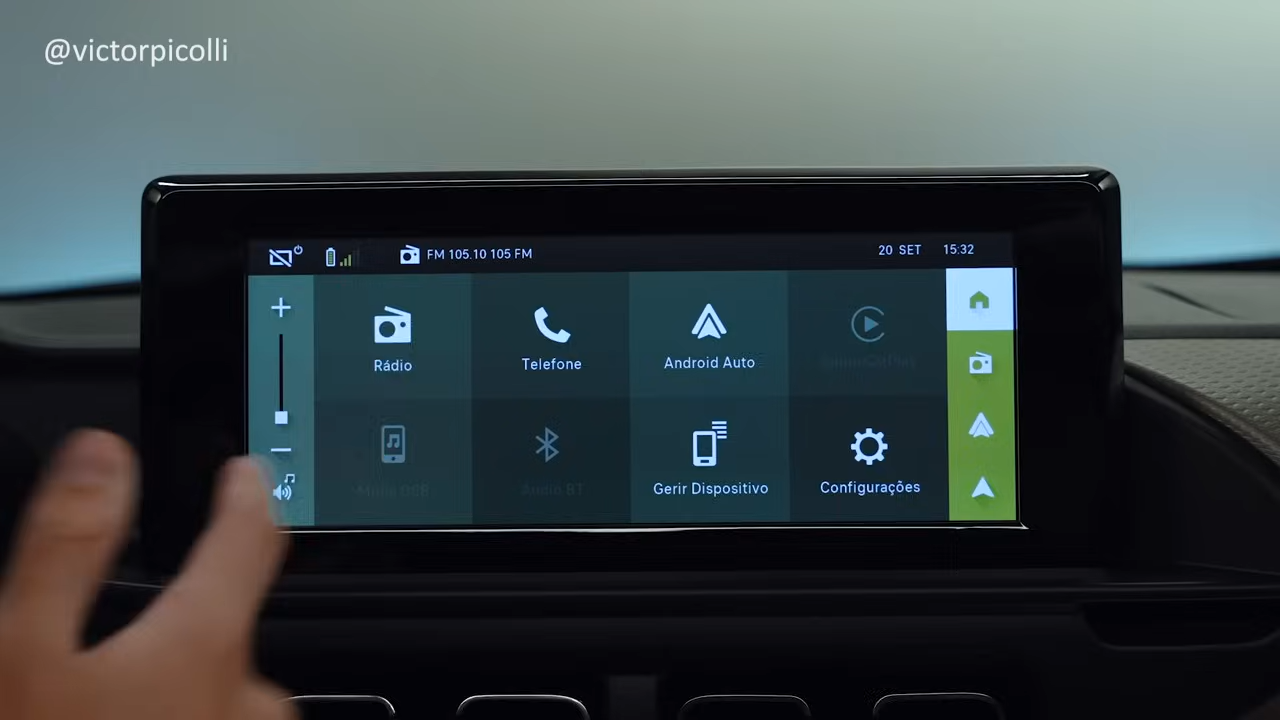 @victorpicolli
FM 105.10 105 FM
20 SET 15:32
Rádio
Telefone
Android Auto
Gerir Dispositivo
Configurações